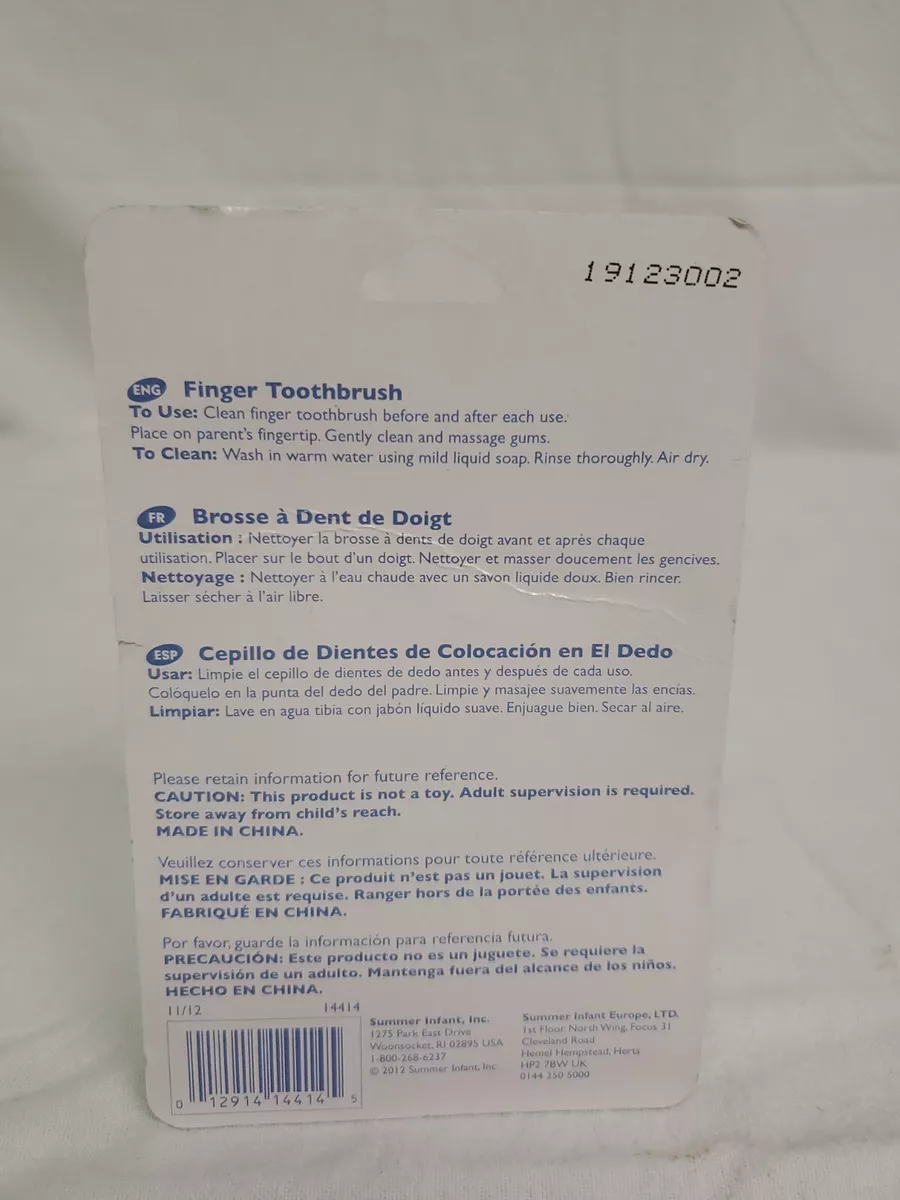 19123002
ENG Finger Toothbrush
To Use: Clean finger toothbrush before and after each use.
Place on parent's fingertip. Gently clean and massage gums.
To Clean: Wash in warm water using mild liquid soap. Rinse thoroughly. Air dry.
FR Brosse à Dent de Doigt
Utilisation : Nettoyer la brosse à dents de doigt avant et après chaque
utilisation. Placer sur le bout d'un doigt. Nettoyer et masser doucement les gencives.
Nettoyage : Nettoyer à l'eau chaude avec un savon liquide doux. Bien rincer.
Laisser sécher à l'air libre.
ESP Cepillo de Dientes de Colocación en El Dedo
Usar: Limpie el cepillo de dientes de dedo antes y después de cada uso.
Colóquelo en la punta del dedo del padre. Limpie y masajee suavemente las encías.
Limpiar: Lave en agua tibia con jabón líquido suave. Enjuague bien. Secar al aire.
Please retain information for future reference.
CAUTION: This product is not a toy. Adult supervision is required.
Store away from child's reach.
MADE IN CHINA.
Veuillez conserver ces informations pour toute référence ultérieure.
MISE EN GARDE : Ce produit n'est pas un jouet. La supervision
d'un adulte est requise. Ranger hors de la portée des enfants.
FABRIQUÉ EN CHINA.
Por favor, guarde la información para referencia futura.
PRECAUCIÓN: Este producto no es un juguete. Se requiere la
supervisión de un adulto. Mantenga fuera del alcance de los niños.
HECHO EN CHINA.
11/12 14414
0 12914 14414 5
Summer Infant, Inc.
1275 Park East Drive
Woonsocket, RI 02895 USA
1-800-268-6237
© 2012 Summer Infant, Inc.
Summer Infant Europe, LTD.
1st Floor North Wing, Focus 31
Cleveland Road
Hemel Hempstead, Herts
HP2 7BW UK
0144 250 5000